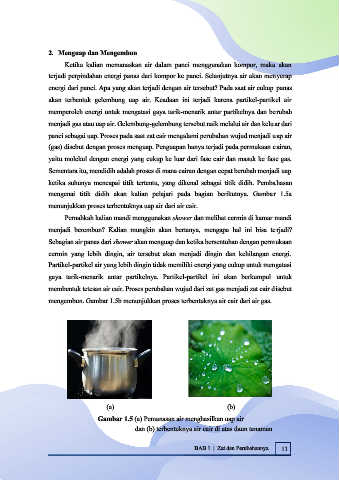 2. Menguap dan Mengembun
Ketika kalian memanaskan air dalam panci menggunakan kompor, maka akan
terjadi perpindahan energi panas dari kompor ke panci. Selanjutnya air akan menyerap
energi dari panci. Apa yang akan terjadi dengan air tersebut? Pada saat air cukup panas
akan terbentuk gelembung uap air. Keadaan ini terjadi karena partikel-partikel air
memperoleh energi untuk mengatasi gaya tarik-menarik antar partikelnya dan berubah
menjadi gas atau uap air. Gelembung-gelembung tersebut naik melalui air dan keluar dari
panci sebagai uap. Proses pada saat zat cair mengalami perubahan wujud menjadi uap air
(gas) disebut dengan proses menguap. Penguapan hanya terjadi pada permukaan cairan,
yaitu molekul dengan energi yang cukup ke luar dari fase cair dan masuk ke fase gas.
Sementara itu, mendidih adalah proses di mana cairan dengan cepat berubah menjadi uap
ketika suhunya mencapai titik tertentu, yang dikenal sebagai titik didih. Pembahasan
mengenai titik didih akan kalian pelajari pada bagian berikutnya. Gambar 1.5a
menunjukkan proses terbentuknya uap air dari air cair.
Pernahkah kalian mandi menggunakan shower dan melihat cermin di kamar mandi
menjadi berembun? Kalian mungkin akan bertanya, mengapa hal ini bisa terjadi?
Sebagian air panas dari shower akan menguap dan ketika bersentuhan dengan permukaan
cermin yang lebih dingin, air tersebut akan menjadi dingin dan kehilangan energi.
Partikel-partikel air yang lebih dingin tidak memiliki energi yang cukup untuk mengatasi
gaya tarik-menarik antar partikelnya. Partikel-partikel ini akan berkumpul untuk
membentuk tetesan air cair. Proses perubahan wujud dari zat gas menjadi zat cair disebut
mengembun. Gambar 1.5b menunjukkan proses terbentuknya air cair dari air gas.
(a) (b)
Gambar 1.5 (a) Pemanasan air menghasilkan uap air
dan (b) terbentuknya air cair di atas daun tanaman
BAB 1 | Zat dan Perubahannya 11